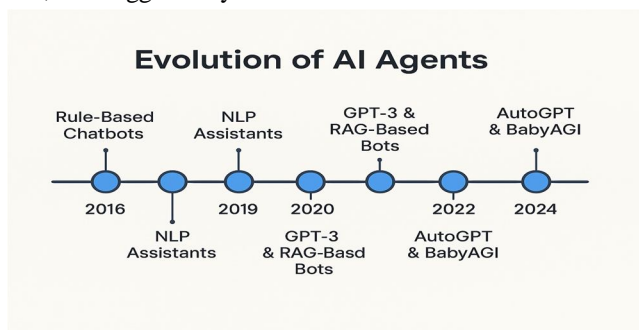 Evolution of AI Agents
Rule-Based
Chatbots
NLP
Assistants
GPT-3 &
RAG-Based
Bots
AutoGPT
& BabyAGI
2016
2019
2020
2022
2024
NLP
Assistants
GPT-3
& RAG-Basd
Bots
AutoGPT
& BabyAGI